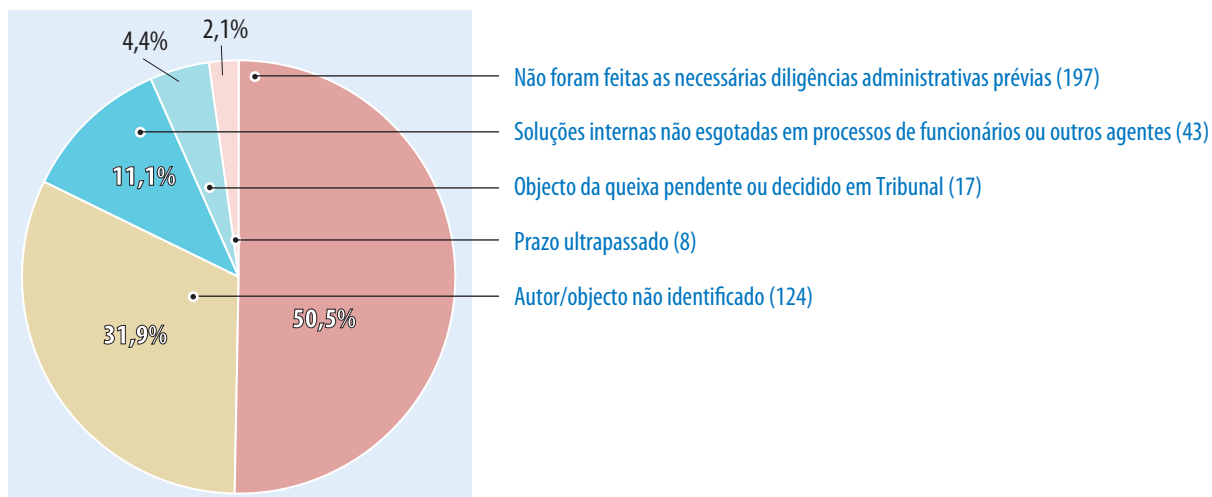 2,1%
4,4%
Não foram feitas as necessárias diligências administrativas prévias (197)
Soluções internas não esgotadas em processos de funcionários ou outros agentes (43)
11,1%
Objecto da queixa pendente ou decidido em Tribunal (17)
Prazo ultrapassado (8)
Autor/objecto não identificado (124)
50,5%
31,9%